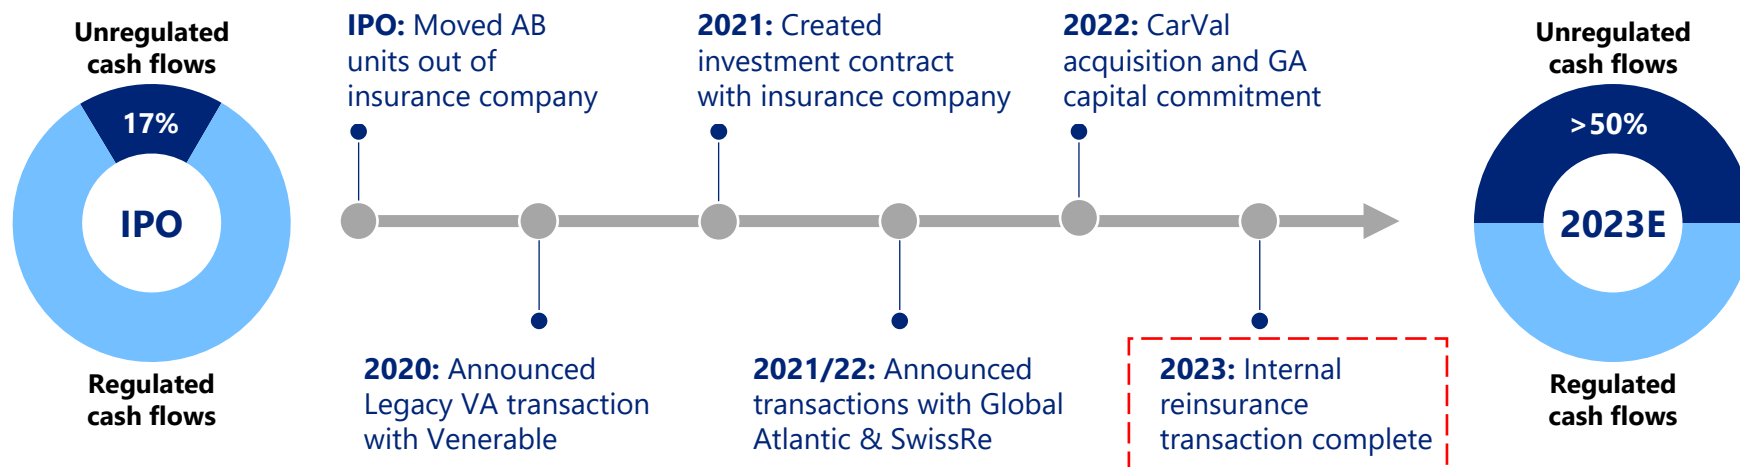 Unregulated
cash flows
17%
IPO
Regulated
cash flows
IPO: Moved AB
units out of
insurance company
2020: Announced
Legacy VA transaction
with Venerable
2021: Created
investment contract
with insurance company
2021/22: Announced
transactions with Global
Atlantic & SwissRe
2022: CarVal
acquisition and GA
capital commitment
2023: Internal
reinsurance
transaction complete
Unregulated
cash flows
>50%
2023E
Regulated
cash flows